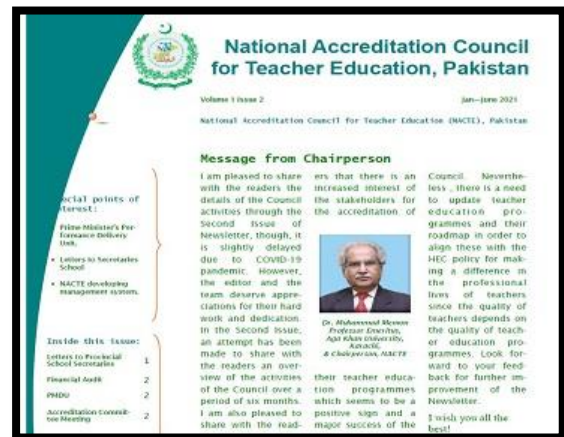 National Accreditation Council
for Teacher Education, Pakistan
Volume 1 Issue 2
Jan—June 2021
National Accreditation Council for Teacher Education (NACTE), Pakistan
ecial points of
terest:
Prime Minister's Per-
formance Delivery
Unit.
• Letters to Secretaries
School
• NACTE developing
management system.
Inside this issue:
Letters to Provincial
School Secretaries 1
Financial Audit 2
PMDU 2
Accreditation Commit-
tee Meeting 2
Message from Chairperson
I am pleased to share
with the readers the
details of the Council
activities through the
Second Issue of
Newsletter, though, it
is slightly delayed
due to COVID-19
pandemic. However,
the editor and the
team deserve appre-
ciations for their hard
work and dedication.
In the Second Issue,
an attempt has been
made to share with
the readers an over-
view of the activities
of the Council over a
period of six months.
I am also pleased to
share with the read-
ers that there is an
increased interest of
the stakeholders for
the accreditation of
Dr. Muhammad Memon
Professor Emeritus,
Aga Khan University,
Karachi,
& Chairperson, NACTE
their teacher educa-
tion programmes
which seems to be a
positive sign and a
major success of the
Council. Neverthe-
less , there is a need
to update teacher
education pro-
grammes and their
roadmap in order to
align these with the
HEC policy for mak-
ing a difference in
the professional
lives of teachers
since the quality of
teachers depends on
the quality of teach-
er education pro-
grammes. Look for-
ward to your feed-
back for further im-
provement of the
Newsletter.
I wish you all the
best!